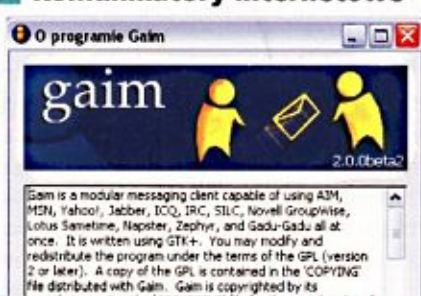 O programie Gaim
gaim
2.0.0beta2
Gaim is a modular messaging client capable of using AIM,
MSN, Yahoo!, Jabber, ICQ, IRC, SILC, Novell GroupWise,
Lotus Sametime, Napster, Zephyr, and Gadu-Gadu all at
once. It is written using GTK+. You may modify and
redistribute the program under the terms of the GPL (version
2 or later). A copy of the GPL is contained in the 'COPYING'
file distributed with Gaim. Gaim is copyrighted by its